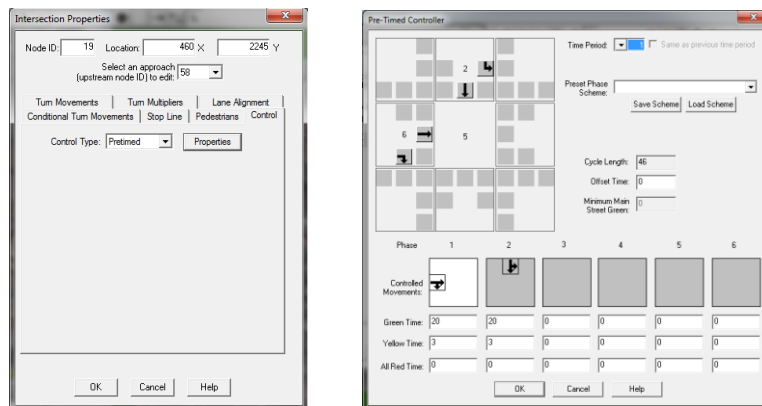 Intersection Properties
Node ID: 19 Location: 460 X 2245 Y
Select an approach
(upstream node ID) to edit: 58
Turn Movements Turn Multipliers Lane Alignment
Conditional Turn Movements Stop Line Pedestrians Control
Control Type: Pretimed Properties
OK Cancel Help
Pre-Timed Controller
Time Period: 1 Same as previous time period
2
Preset Phase
Scheme:
Save Scheme Load Scheme
6 5
Cycle Length: 46
Offset Time: 0
Minimum Main
Street Green: 0
Phase 1 2 3 4 5 6
Controlled
Movements:
Green Time: 20 20 0 0 0 0
Yellow Time: 3 3 0 0 0 0
All Red Time: 0 0 0 0 0 0
OK Cancel Help